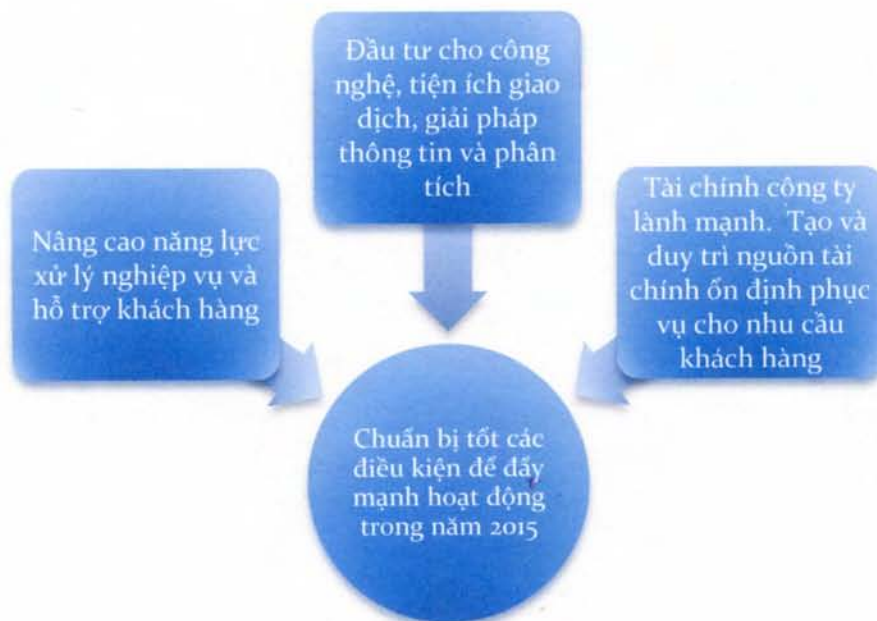 Đầu tư cho công
nghệ, tiện ích giao
dịch, giải pháp
thông tin và phân
tích
Nâng cao năng lực
xử lý nghiệp vụ và
hỗ trợ khách hàng
Tài chính công ty
lành mạnh. Tạo và
duy trì nguồn tài
chính ổn định phục
vụ cho nhu cầu
khách hàng
Chuẩn bị tốt các
điều kiện để đẩy
mạnh hoạt động
trong năm 2015